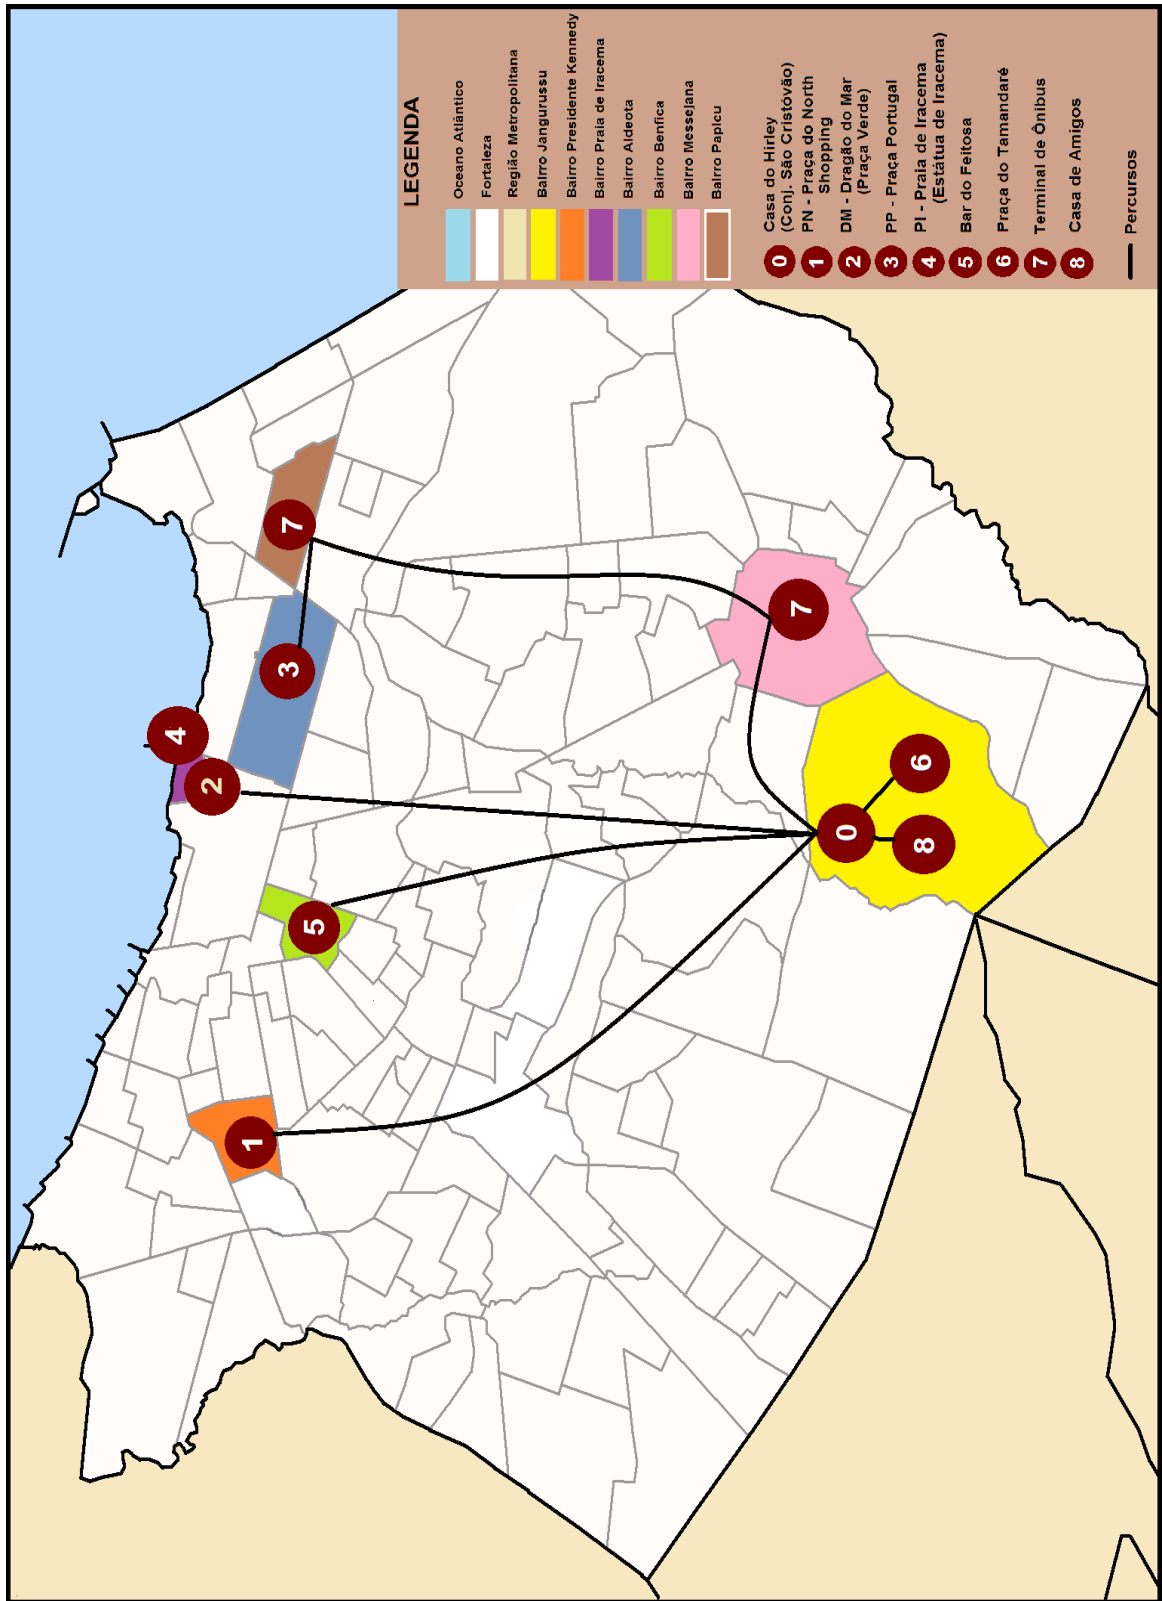 LEGENDA
Oceano Atlântico
Fortaleza
Região Metropolitana
Bairro Jangurussu
Bairro Presidente Kennedy
Bairro Praia de Iracema
Bairro Aldeota
Bairro Benfica
Bairro Messejana
Bairro Papicu
0 Casa do Hirley
(Conj. São Cristóvão)
1 PN - Praça do North
Shopping
2 DM - Dragão do Mar
(Praça Verde)
3 PP - Praça Portugal
4 PI - Praia de Iracema
(Estátua de Iracema)
5 Bar do Feitosa
6 Praça do Tamandaré
7 Terminal de Ônibus
8 Casa de Amigos
Percursos
1
5
2
4
3
7
0
8
6
7